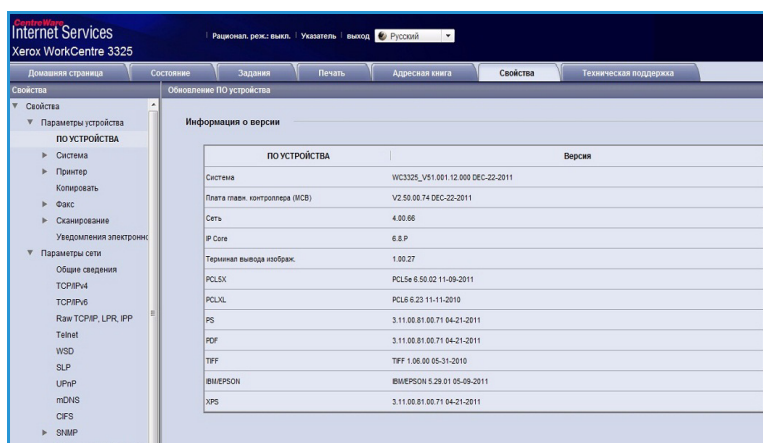 CentreWare
Internet Services
Xerox WorkCentre 3325
Рационал. реж.: выкл. Указатель выход Русский
Домашняя страница Состояние Задания Печать Адресная книга Свойства Техническая поддержка
Свойства
Обновление ПО устройства
Свойства
Параметры устройства
ПО УСТРОЙСТВА
Система
Принтер
Копировать
Факс
Сканирование
Уведомления электронно
Параметры сети
Общие сведения
TCP/IPv4
TCP/IPv6
Raw TCP/IP, LPR, IPP
Telnet
WSD
SLP
UPnP
mDNS
CIFS
SNMP
Информация о версии
ПО УСТРОЙСТВА Версия
Система WC3325_V51.001.12.000 DEC-22-2011
Плата главн. контроллера (MCB) V2.50.00.74 DEC-22-2011
Сеть 4.00.66
IP Core 6.8.P
Терминал вывода изображ. 1.00.27
PCL5X PCL5e 6.50.02 11-09-2011
PCLXL PCL6 6.23 11-11-2010
PS 3.11.00.81.00.71 04-21-2011
PDF 3.11.00.81.00.71 04-21-2011
TIFF TIFF 1.06.00 05-31-2010
IBM/EPSON IBM/EPSON 5.29.01 05-09-2011
XPS 3.11.00.81.00.71 04-21-2011